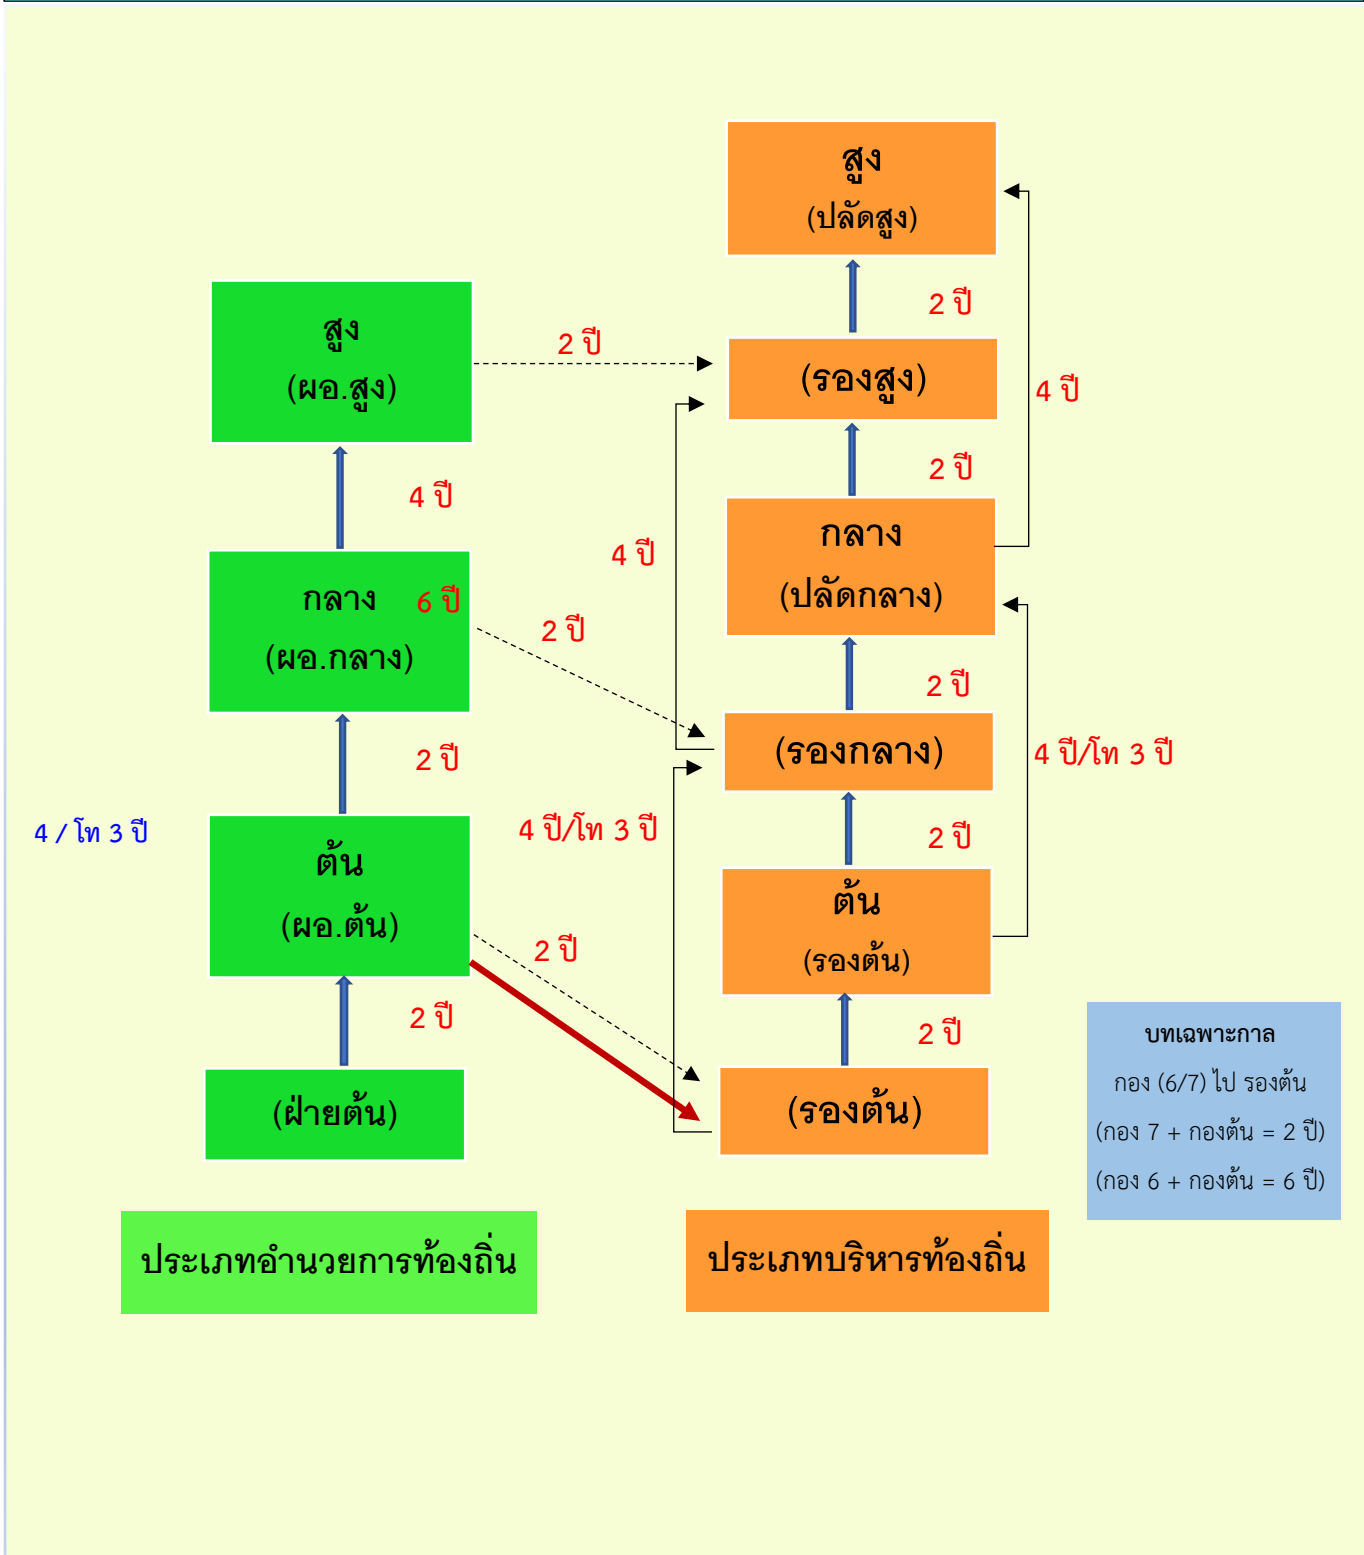 สูง
(ปลัดสูง)
2 ปี
สูง
(ผอ.สูง)
2 ปี
(รองสูง)
4 ปี
4 ปี
2 ปี
กลาง
(ปลัดกลาง)
4 ปี
กลาง
6 ปี
(ผอ.กลาง)
2 ปี
2 ปี
(รองกลาง)
4 ปี/โท 3 ปี
2 ปี
4 / โท 3 ปี
4 ปี/โท 3 ปี
2 ปี
ต้น
(ผอ.ต้น)
ต้น
(รองต้น)
2 ปี
2 ปี
2 ปี
(ฝ่ายต้น)
(รองต้น)
บทเฉพาะกาล
กอง (6/7) ไป รองต้น
(กอง 7 + กองต้น = 2 ปี)
(กอง 6 + กองต้น = 6 ปี)
ประเภทอำนวยการท้องถิ่น
ประเภทบริหารท้องถิ่น